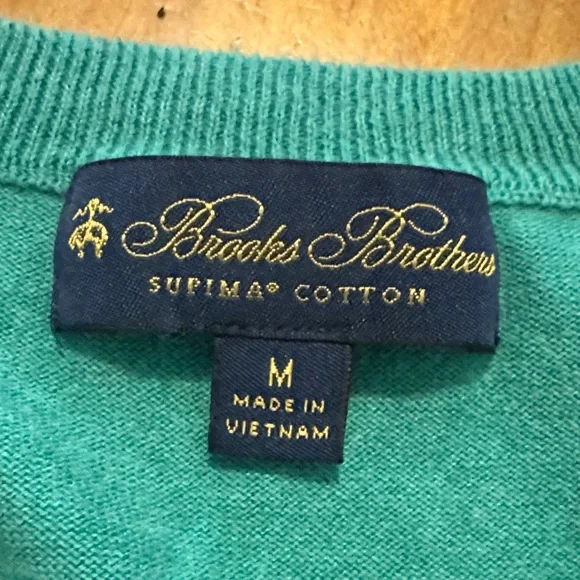 Brooks Brothers
SUPIMA® COTTON
M
MADE IN
VIETNAM